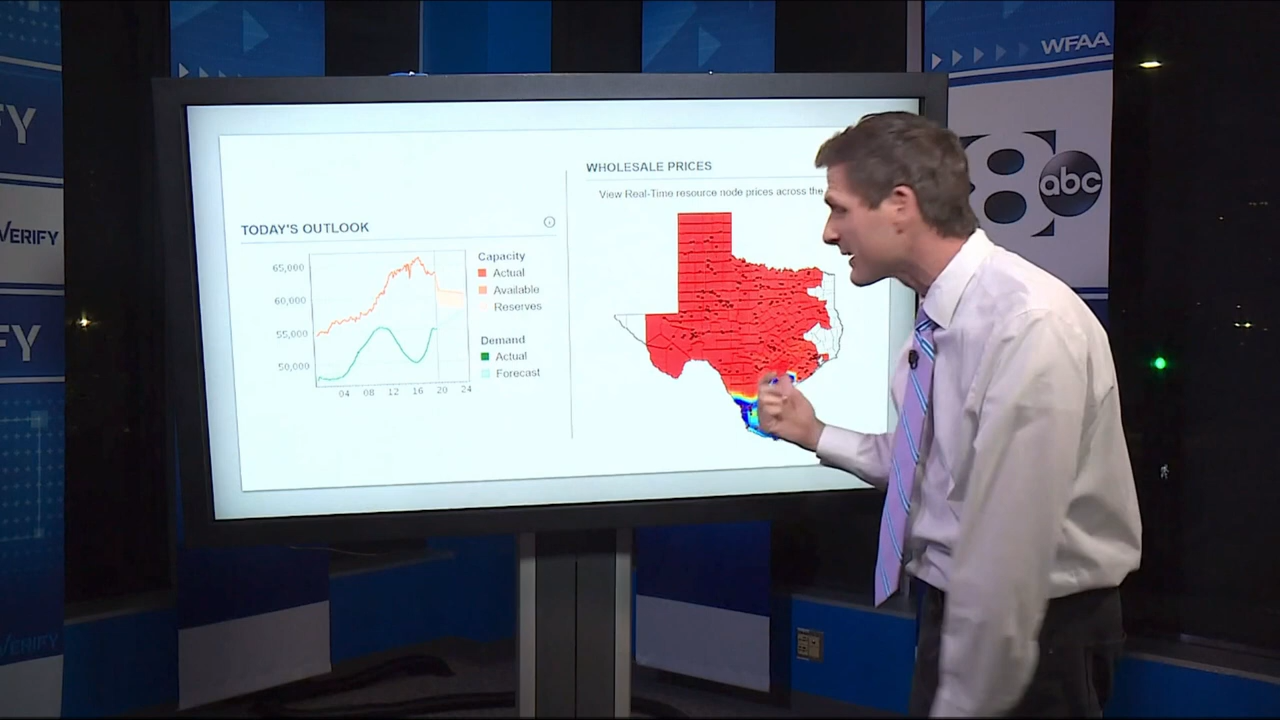 WFAA
8
abc
FY
VERIFY
FY
VERIFY
TODAY'S OUTLOOK
65,000
60,000
55,000
50,000
04 08 12 16 20 24
Capacity
Actual
Available
Reserves
Demand
Actual
Forecast
WHOLESALE PRICES
View Real-Time resource node prices across the